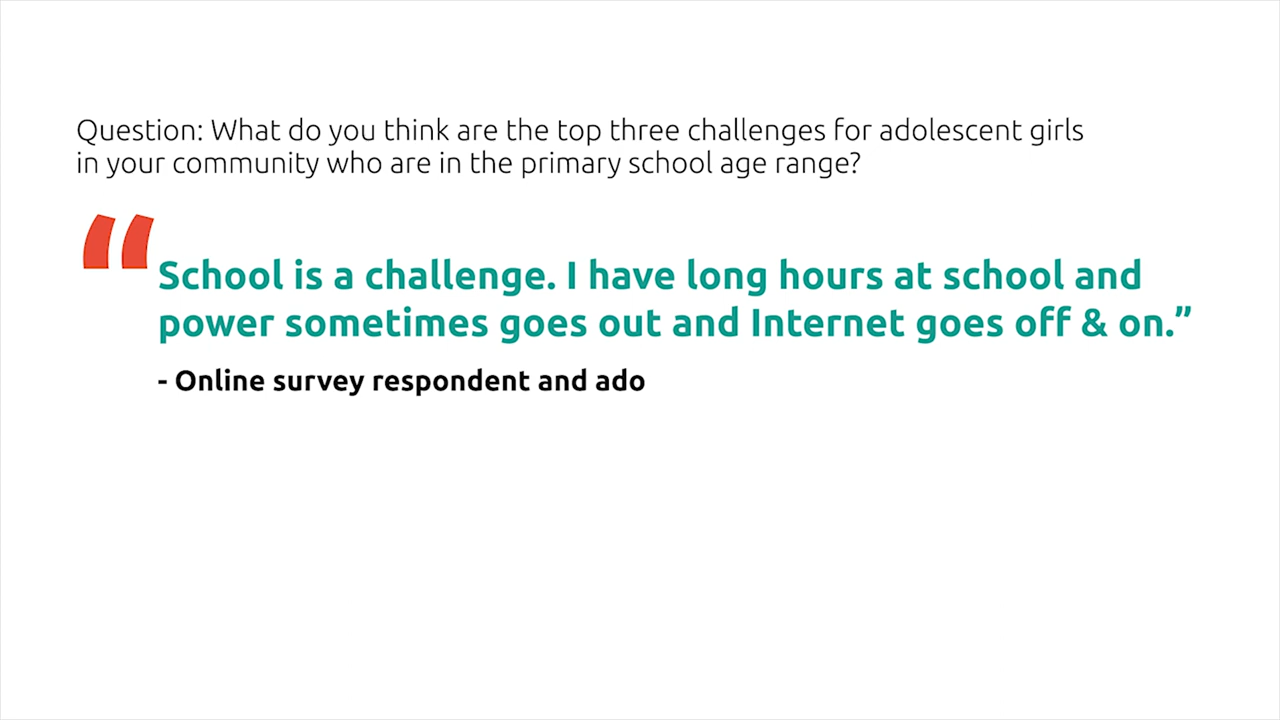 Question: What do you think are the top three challenges for adolescent girls
in your community who are in the primary school age range?
“School is a challenge. I have long hours at school and
power sometimes goes out and Internet goes off & on.”
- Online survey respondent and ado